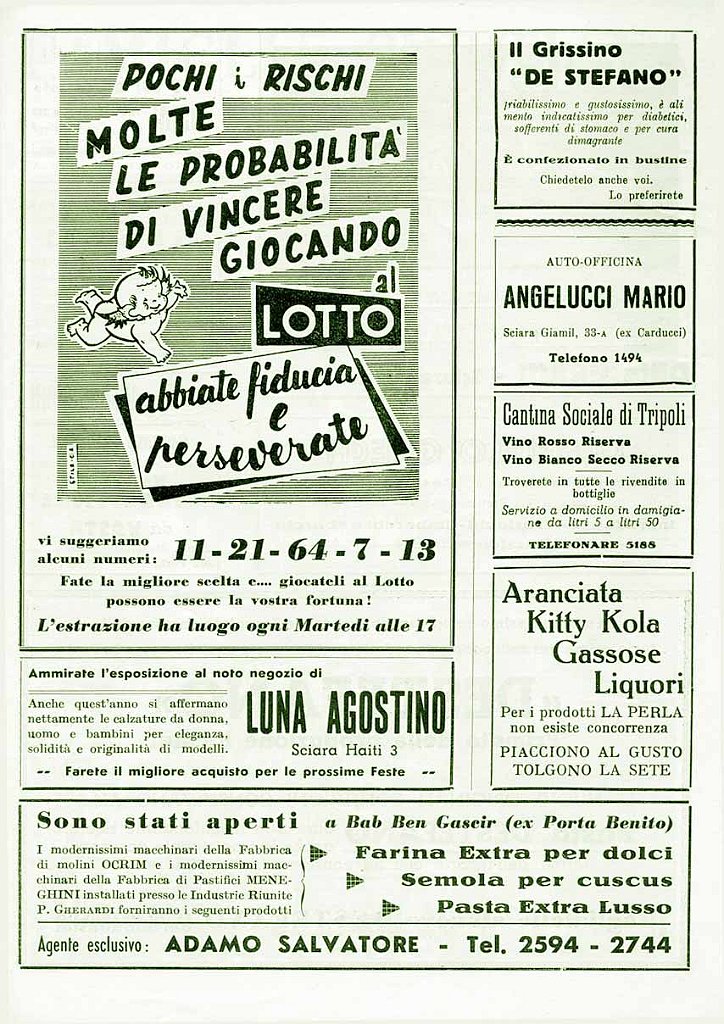 POCHI i RISCHI
MOLTE
LE PROBABILITA'
DI VINCERE
GIOCANDO
al
LOTTO
abbiate fiducia
e
perseverate
vi suggeriamo
alcuni numeri: 11-21-64-7-13
Fate la migliore scelta e.... giocateli al Lotto
possono essere la vostra fortuna!
L'estrazione ha luogo ogni Martedi alle 17
Ammirate l'esposizione al noto negozio di
Anche quest'anno si affermano
nettamente le calzature da donna,
uomo e bambini per eleganza,
solidità e originalità di modelli.
LUNA AGOSTINO
Sciara Haiti 3
-- Farete il migliore acquisto per le prossime Feste --
Il Grissino
"DE STEFANO"
friabilissimo e gustosissimo, è ali
mento indicatissimo per diabetici,
sofferenti di stomaco e per cura
dimagrante
È confezionato in bustine
Chiedetelo anche voi.
Lo preferirete
AUTO-OFFICINA
ANGELUCCI MARIO
Sciara Giamil, 33-A (ex Carducci)
Telefono 1494
Cantina Sociale di Tripoli
Vino Rosso Riserva
Vino Bianco Secco Riserva
Troverete in tutte le rivendite in
bottiglie
Servizio a domicilio in damigia-
ne da litri 5 a litri 50
TELEFONARE 5188
Aranciata
Kitty Kola
Gassose
Liquori
Per i prodotti LA PERLA
non esiste concorrenza
PIACCIONO AL GUSTO
TOLGONO LA SETE
Sono stati aperti a Bab Ben Gascir (ex Porta Benito)
I modernissimi macchinari della Fabbrica
di molini OCRIM e i modernissimi mac-
chinari della Fabbrica di Pastifici MENE-
GHINI installati presso le Industrie Riunite
P. GHERARDI forniranno i seguenti prodotti
Farina Extra per dolci
Semola per cuscus
Pasta Extra Lusso
Agente esclusivo: ADAMO SALVATORE - Tel. 2594 - 2744